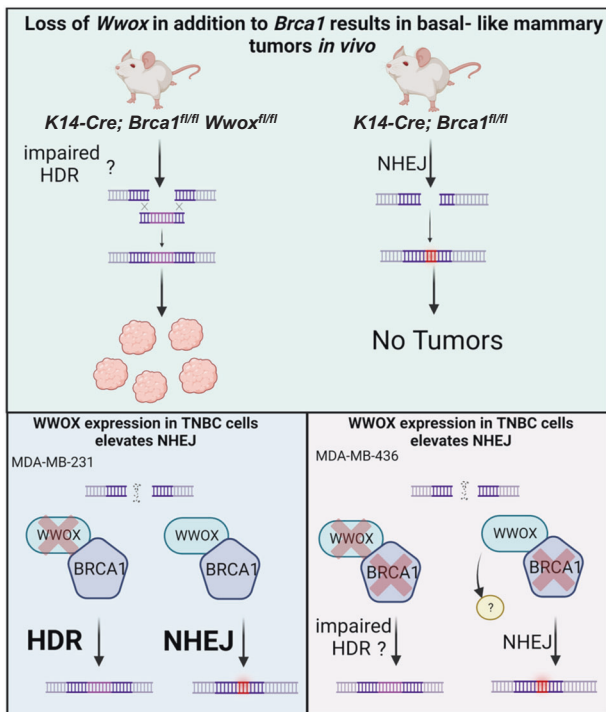 Loss of Wwox in addition to Brca1 results in basal- like mammary
tumors in vivo
K14-Cre; Brca1fl/fl Wwoxfl/fl
K14-Cre; Brca1fl/fl
impaired
HDR ?
NHEJ
No Tumors
WWOX expression in TNBC cells
elevates NHEJ
MDA-MB-231
WWOX
BRCA1
WWOX
BRCA1
HDR
NHEJ
WWOX expression in TNBC cells
elevates NHEJ
MDA-MB-436
WWOX
BRCA1
WWOX
BRCA1
?
impaired
HDR ?
NHEJ